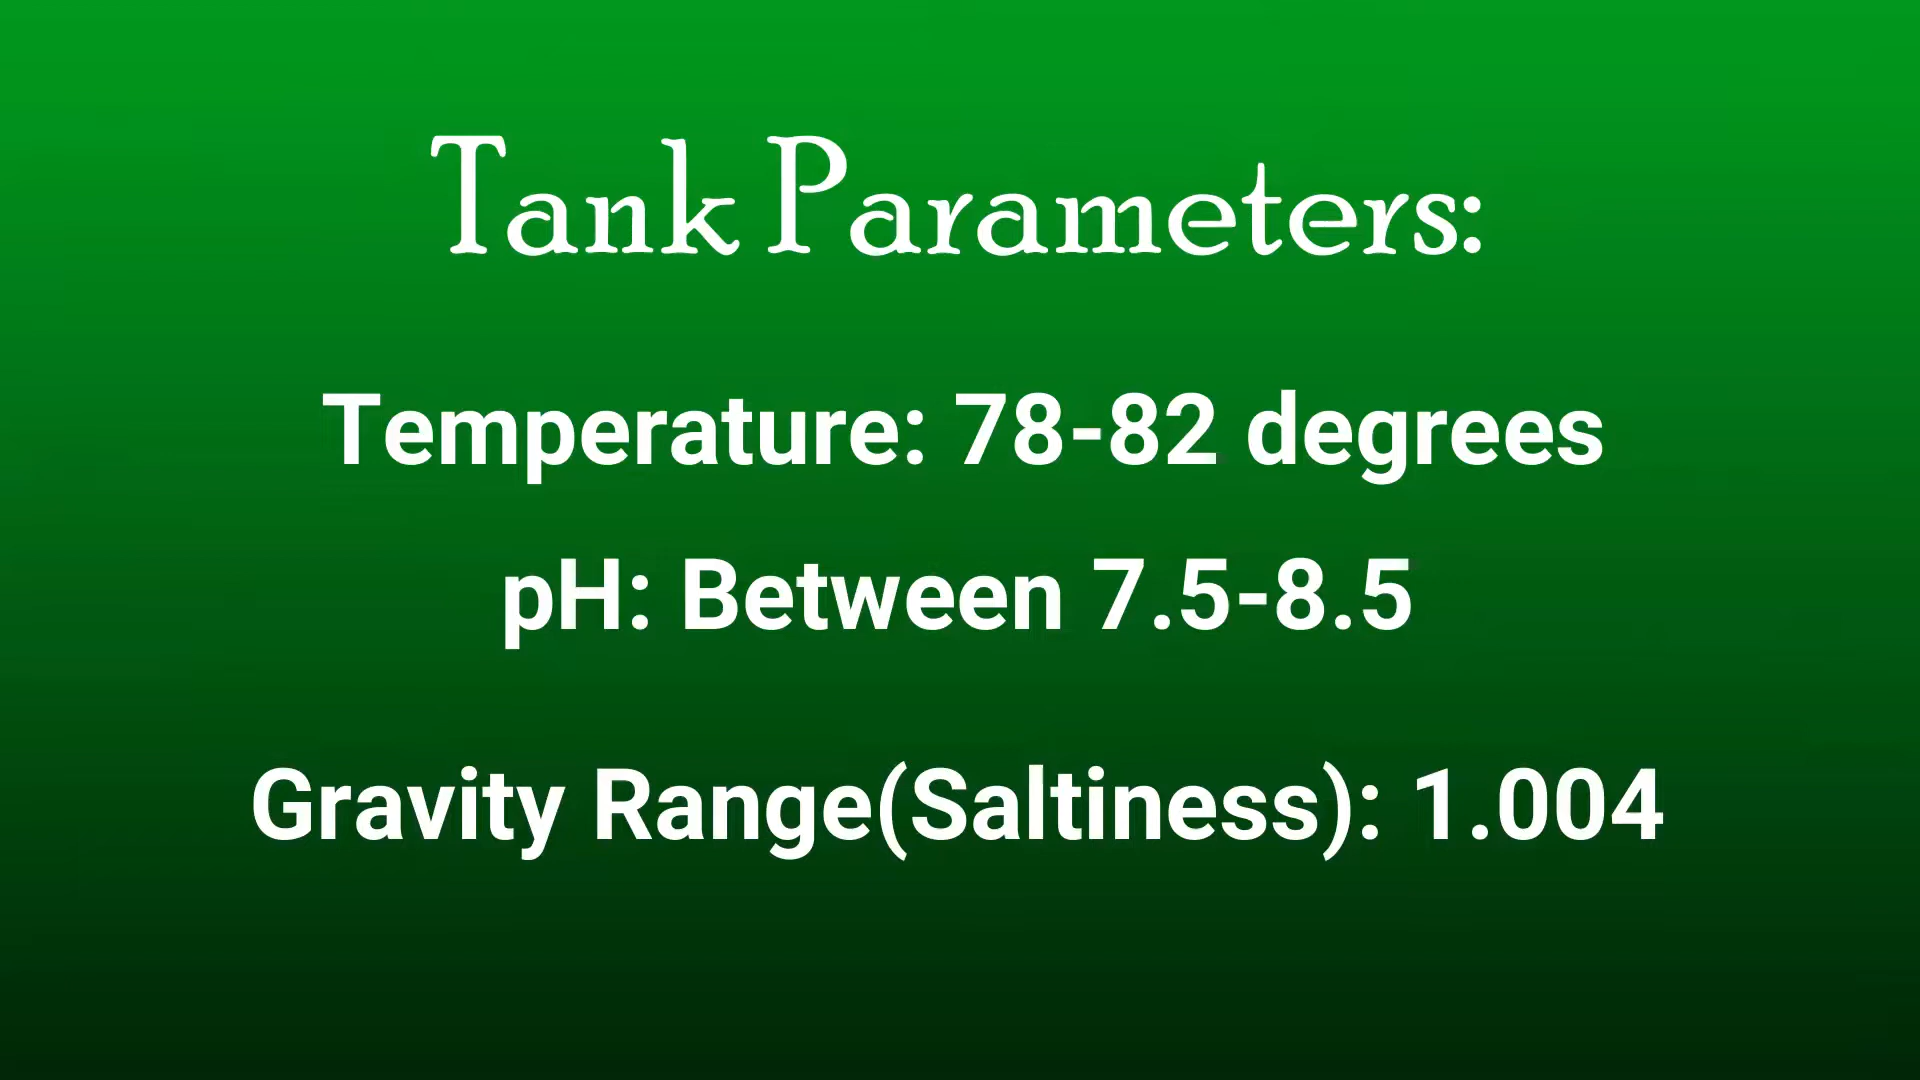 Tank Parameters:
Temperature: 78-82 degrees
pH: Between 7.5-8.5
Gravity Range(Saltiness): 1.004